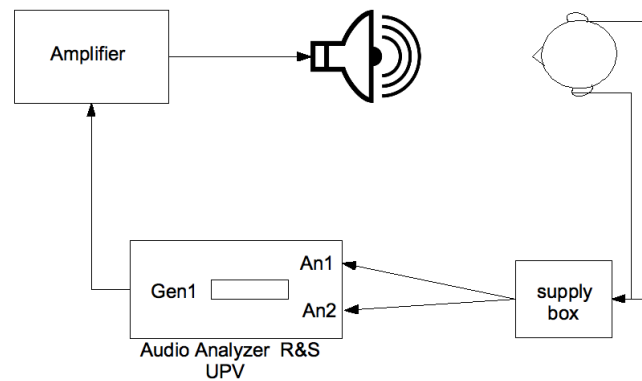 Amplifier
An1
Gen1
An2
supply
box
Audio Analyzer R&S
UPV